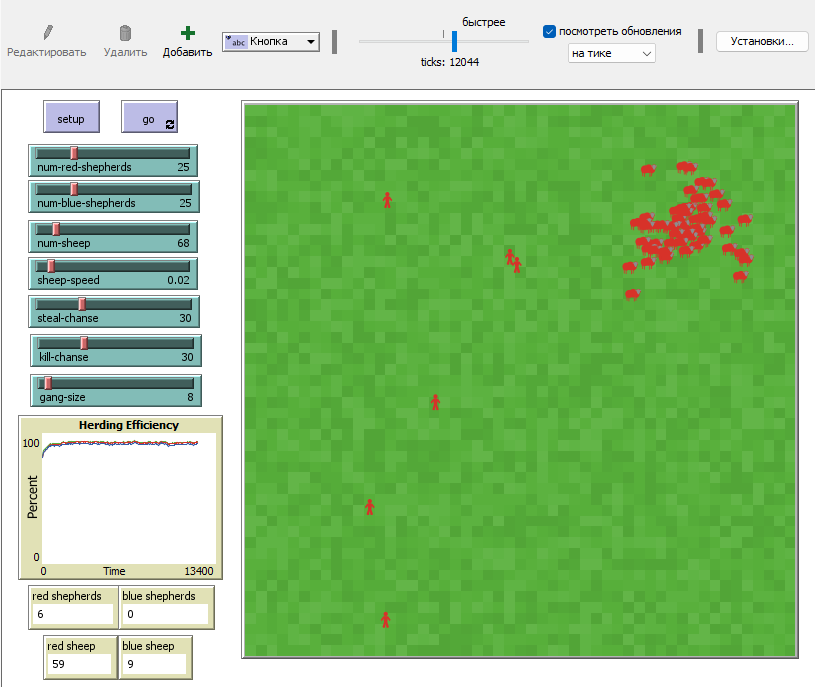 быстрее
Редактировать Удалить Добавить abc Кнопка ticks: 12044 посмотреть обновления на тике Установки...
setup go
num-red-shepherds 25
num-blue-shepherds 25
num-sheep 68
sheep-speed 0.02
steal-chanse 30
kill-chanse 30
gang-size 8
Herding Efficiency
100
Percent
0
0 Time 13400
red shepherds blue shepherds
6 0
red sheep blue sheep
59 9